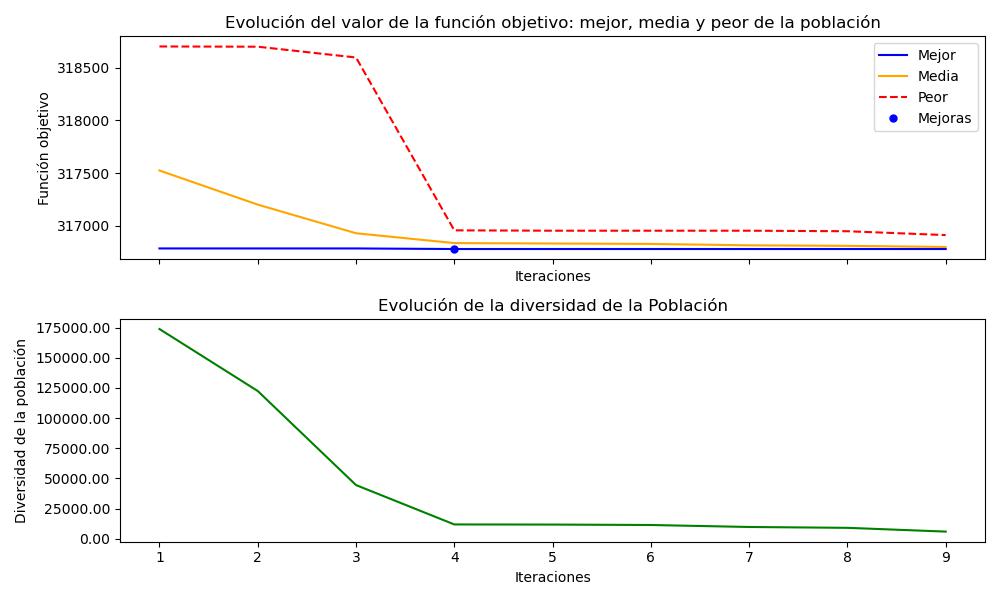 Evolución del valor de la función objetivo: mejor, media y peor de la población
Función objetivo
318500
318000
317500
317000
Mejor
Media
Peor
Mejoras
Iteraciones
Evolución de la diversidad de la Población
Diversidad de la población
175000.00
150000.00
125000.00
100000.00
75000.00
50000.00
25000.00
0.00
1 2 3 4 5 6 7 8 9
Iteraciones